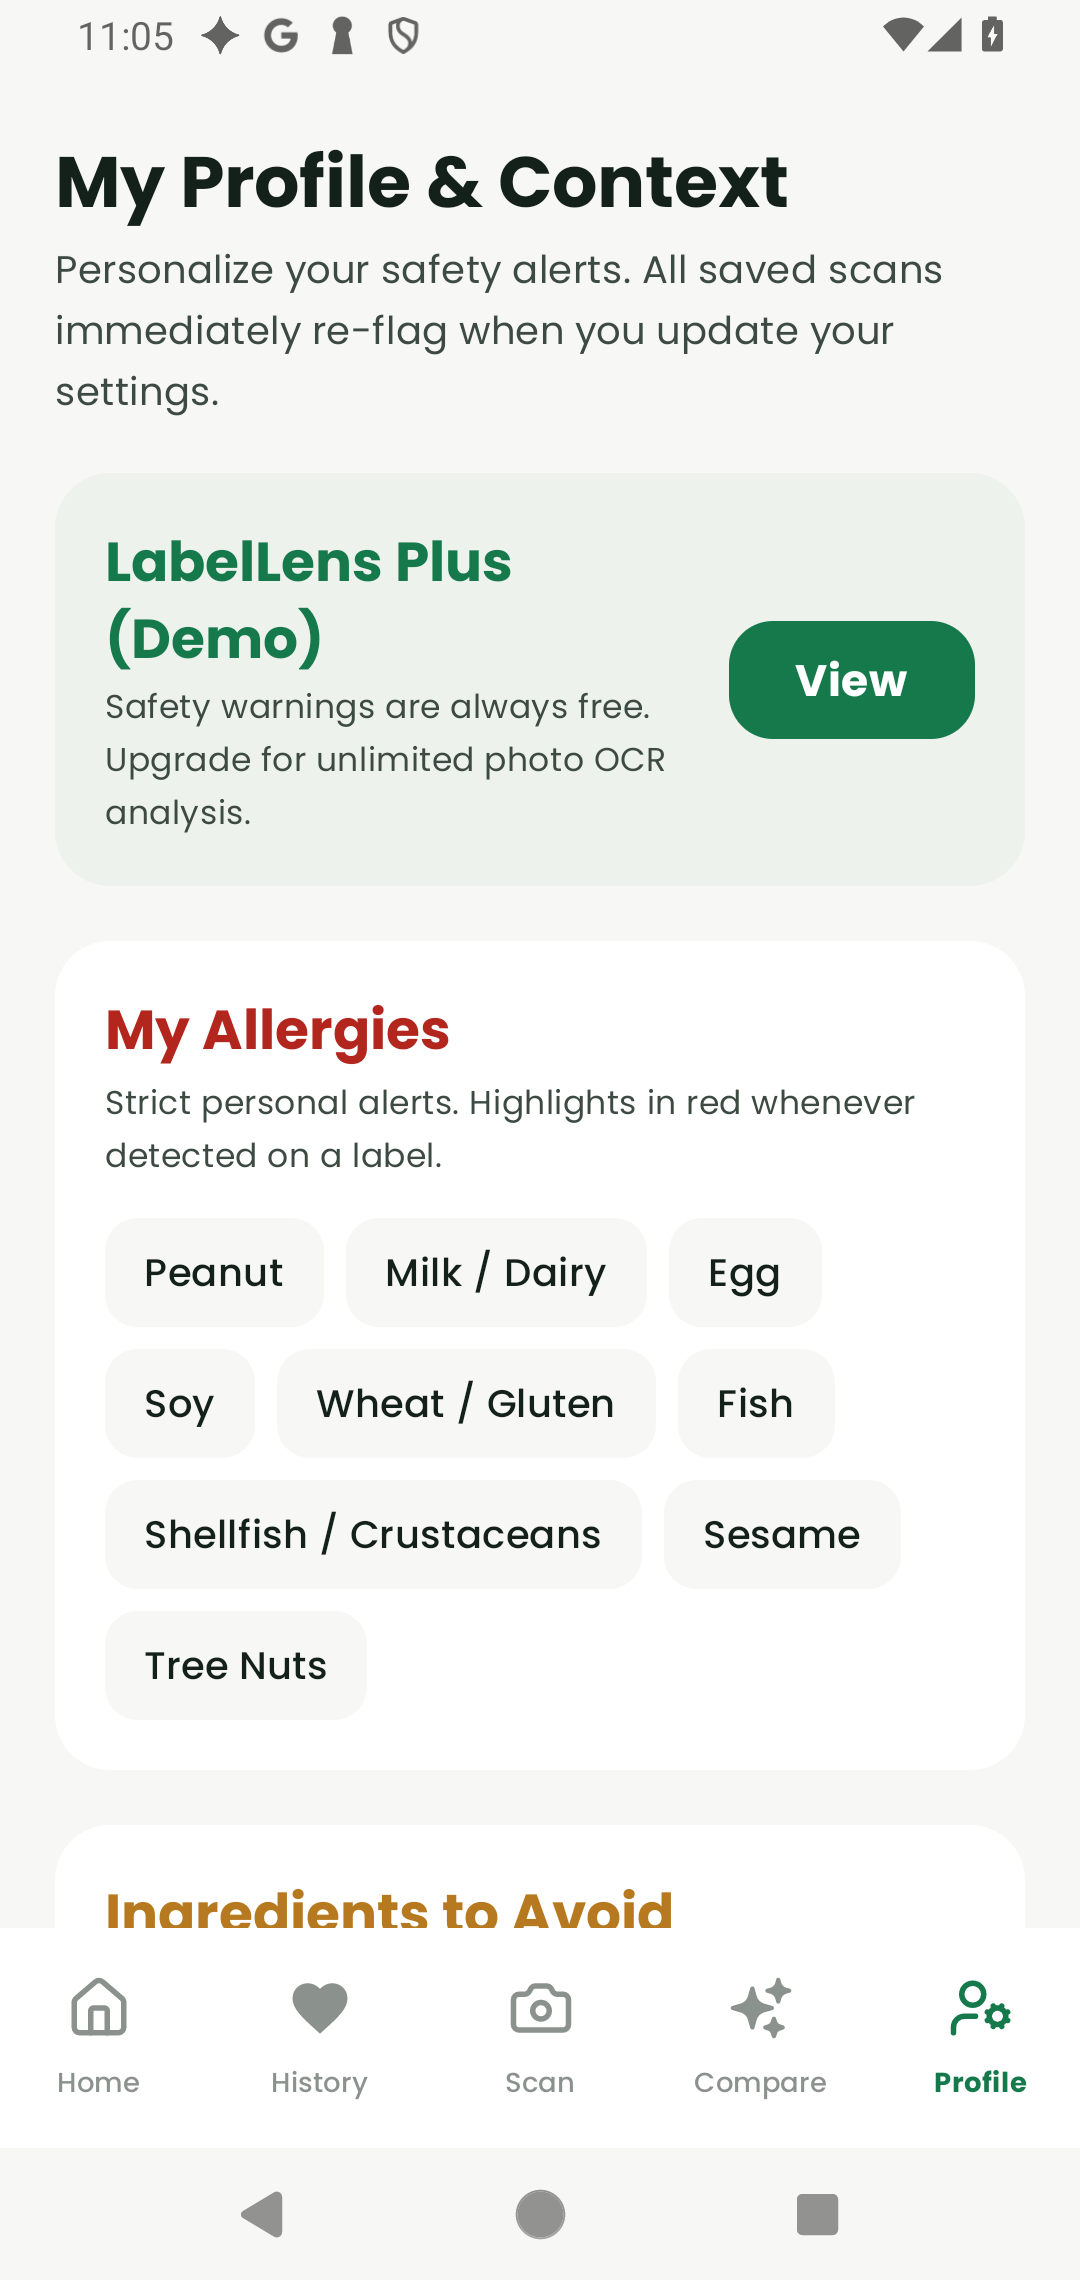 11:05
My Profile & Context
Personalize your safety alerts. All saved scans
immediately re-flag when you update your
settings.
LabelLens Plus
(Demo)
Safety warnings are always free.
Upgrade for unlimited photo OCR
analysis.
View
My Allergies
Strict personal alerts. Highlights in red whenever
detected on a label.
Peanut
Milk / Dairy
Egg
Soy
Wheat / Gluten
Fish
Shellfish / Crustaceans
Sesame
Tree Nuts
Ingredients to Avoid
Home
History
Scan
Compare
Profile